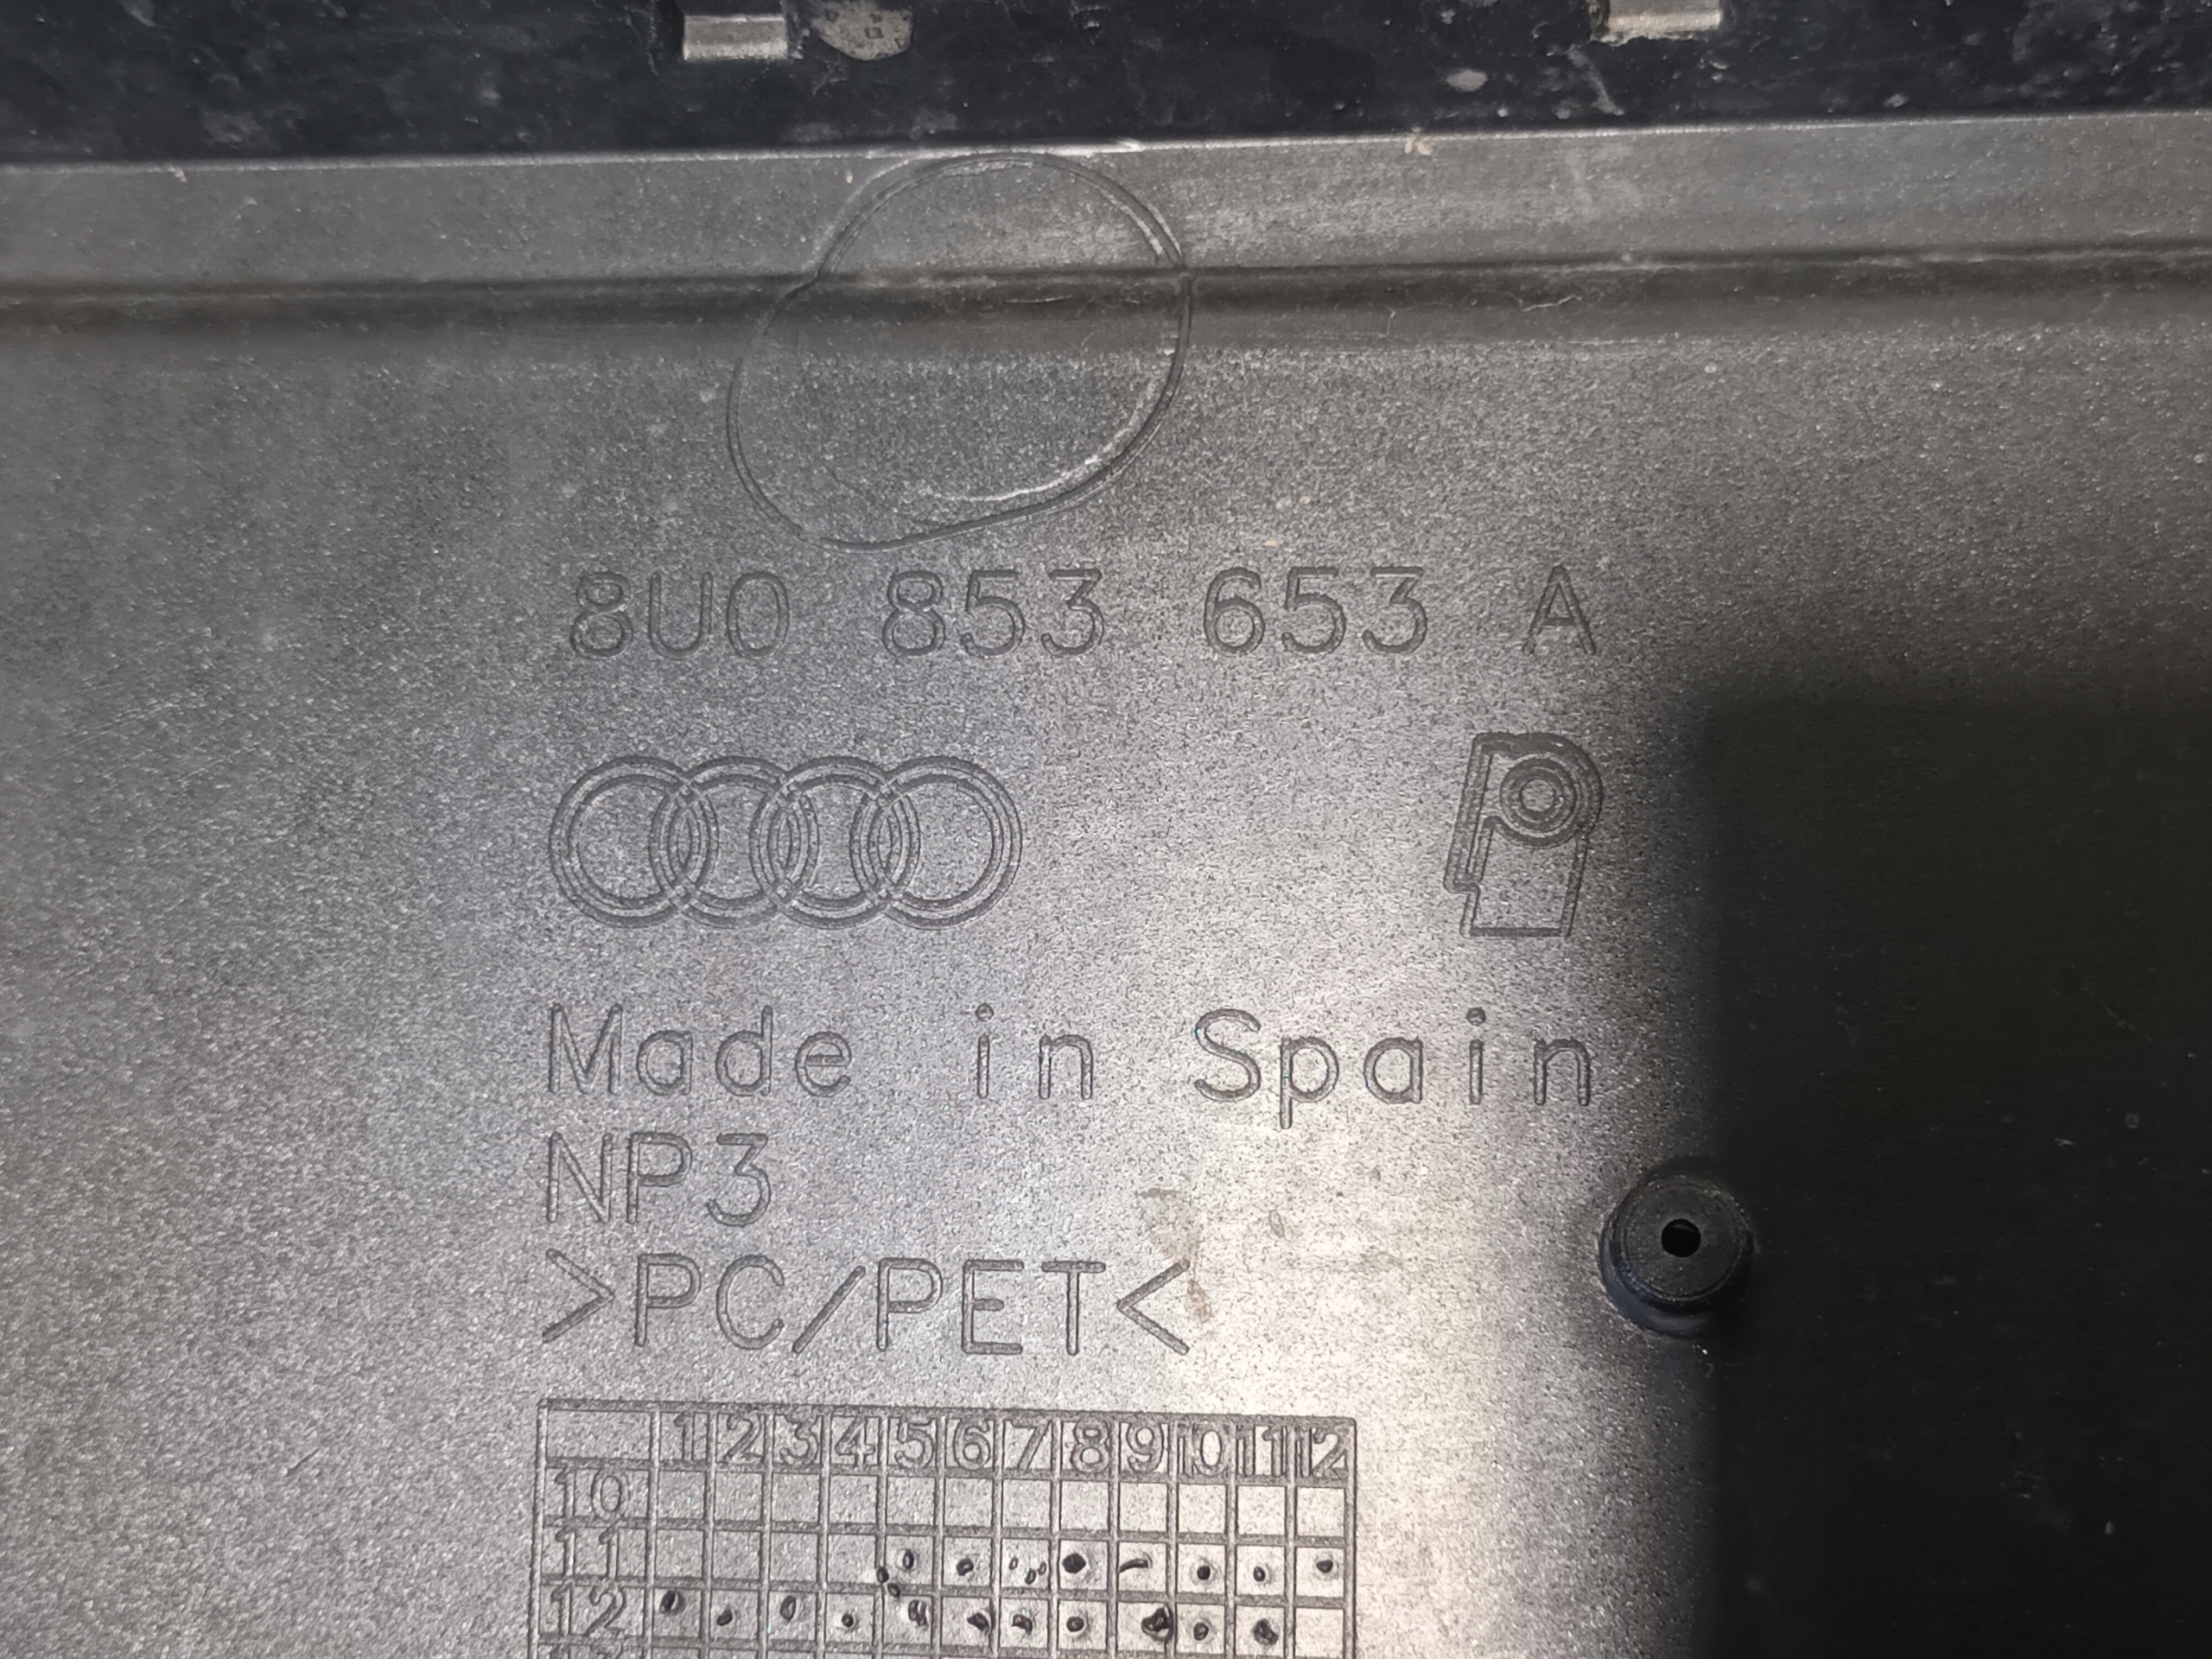 8U0 853 653 A
Made in Spain
NP3
>PC/PET<
1 2 3 4 5 6 7 8 9 10 11 12
10
11
12